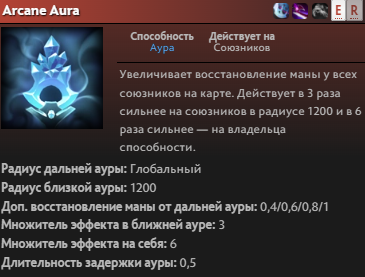 Arcane Aura
E R
Способность
Действует на
Аура
Союзников
Увеличивает восстановление маны у всех
союзников на карте. Действует в 3 раза
сильнее на союзников в радиусе 1200 и в 6
раза сильнее — на владельца
способности.
Радиус дальней ауры: Глобальный
Радиус близкой ауры: 1200
Доп. восстановление маны от дальней ауры: 0,4/0,6/0,8/1
Множитель эффекта в ближней ауре: 3
Множитель эффекта на себя: 6
Длительность задержки ауры: 0,5